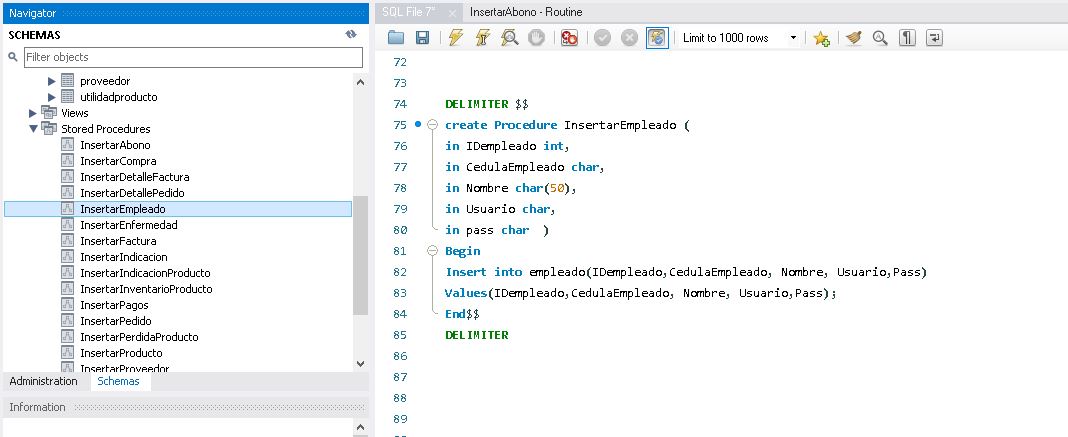 Navigator
SCHEMAS
Filter objects
proveedor
utilidadproducto
Views
Stored Procedures
InsertarAbono
InsertarCompra
InsertarDetalleFactura
InsertarDetallePedido
InsertarEmpleado
InsertarEnfermedad
InsertarFactura
InsertarIndicacion
InsertarIndicacionProducto
InsertarInventarioProducto
InsertarPagos
InsertarPedido
InsertarPerdidaProducto
InsertarProducto
InsertarProveedor
Administration Schemas
Information
SQL File 7* InsertarAbono - Routine
Limit to 1000 rows
72
73
74 DELIMITER $$
75 create Procedure InsertarEmpleado (
76 in IDempleado int,
77 in CedulaEmpleado char,
78 in Nombre char(50),
79 in Usuario char,
80 in pass char )
81 Begin
82 Insert into empleado(IDempleado,CedulaEmpleado, Nombre, Usuario,Pass)
83 Values(IDempleado,CedulaEmpleado, Nombre, Usuario,Pass);
84 End$$
85 DELIMITER
86
87
88
89